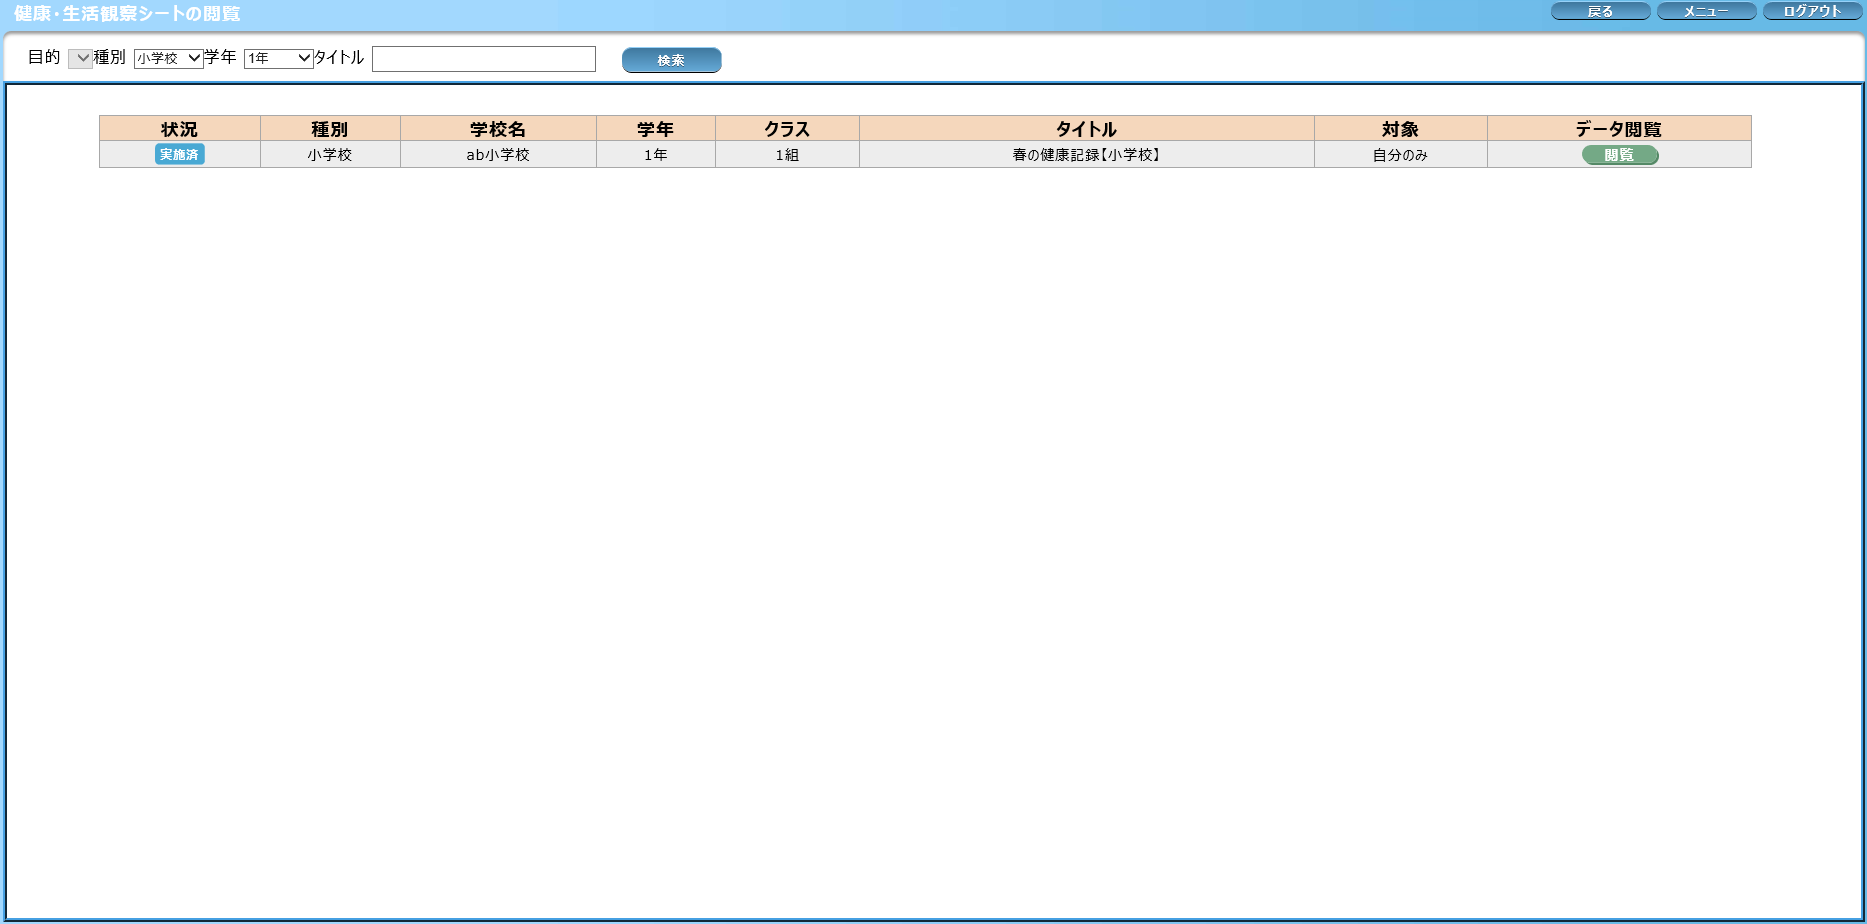 健康・生活観察シートの閲覧 戻る メニュー ログアウト
目的 種別 小学校 学年 1年 タイトル 検索
状況 種別 学校名 学年 クラス タイトル 対象 データ閲覧
実施済 小学校 ab小学校 1年 1組 春の健康記録【小学校】 自分のみ 閲覧